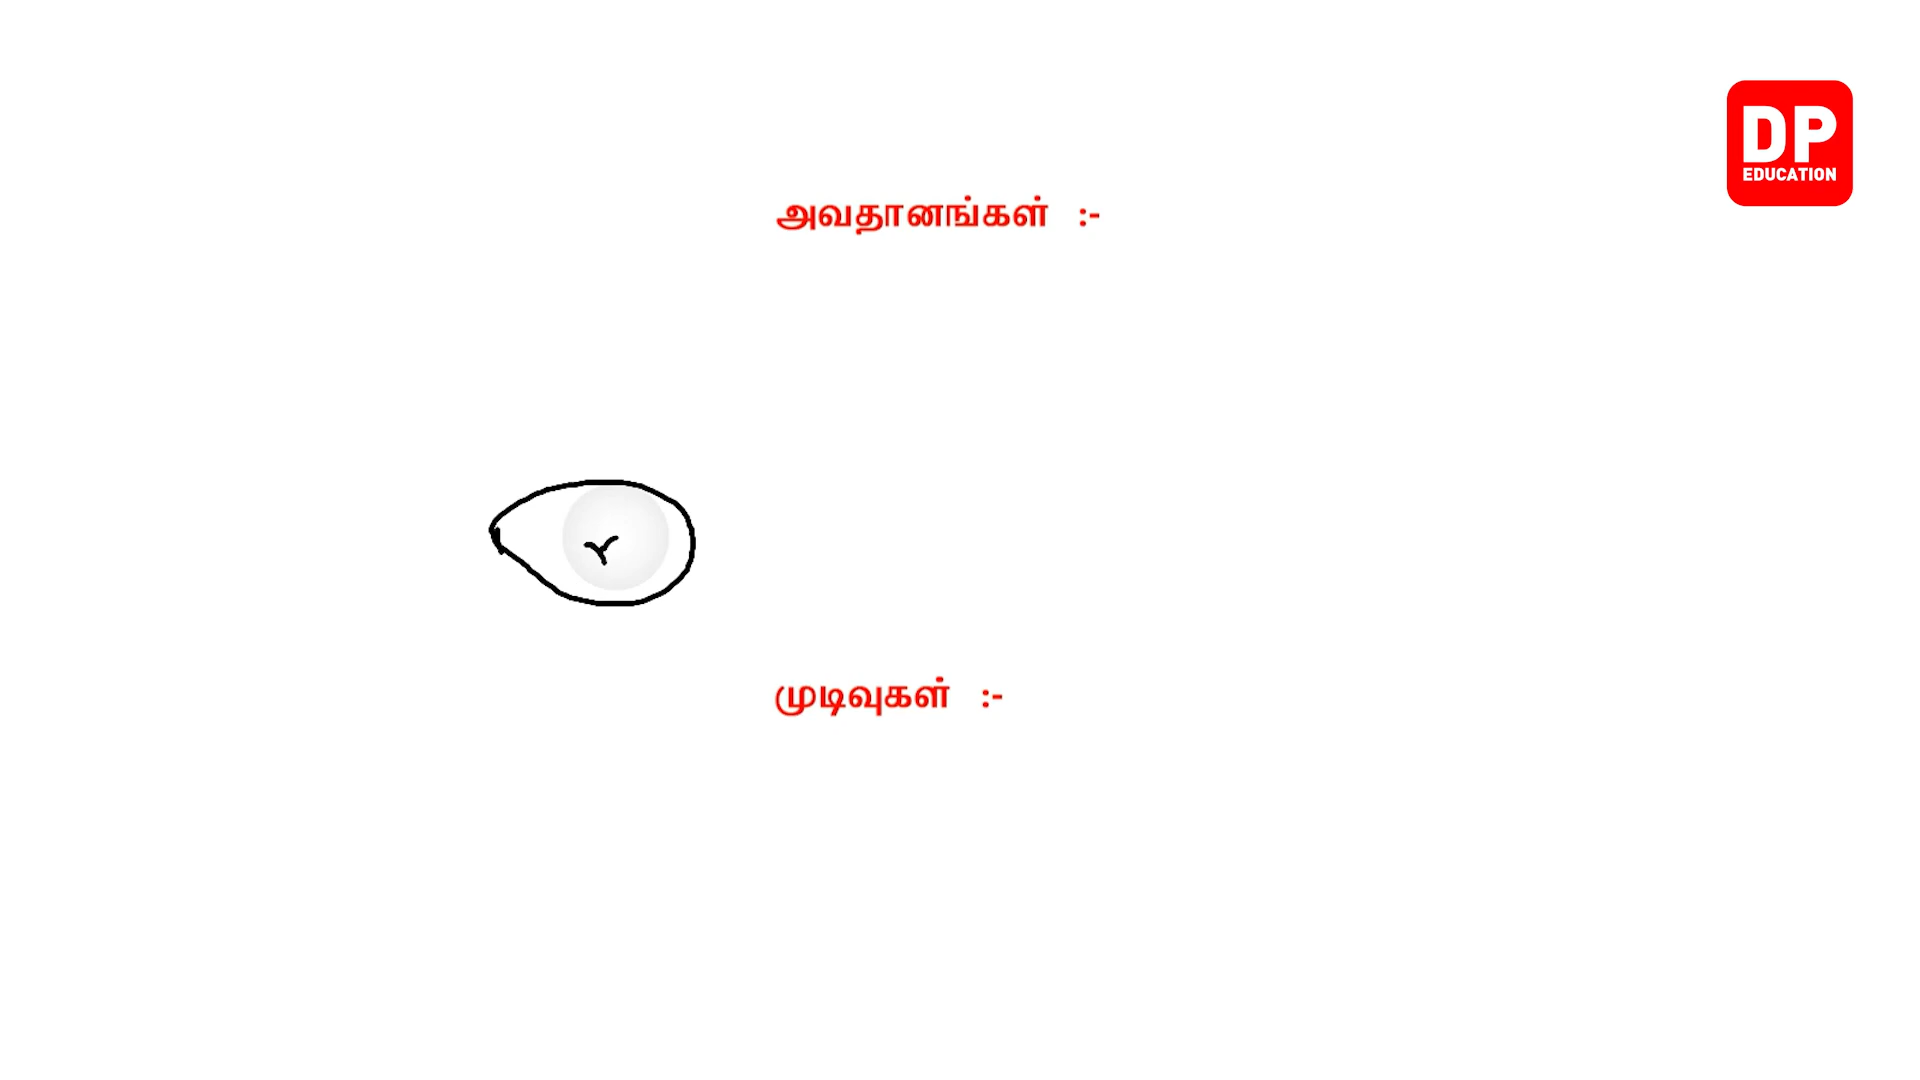 DP
EDUCATION
அவதானங்கள் :-
முடிவுகள் :-